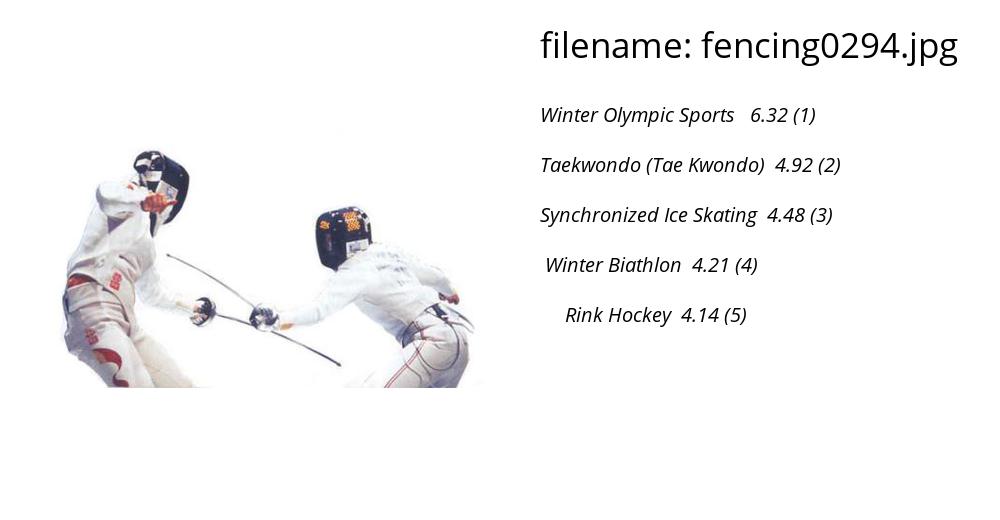 filename: fencing0294.jpg
Winter Olympic Sports 6.32 (1)
Taekwondo (Tae Kwondo) 4.92 (2)
Synchronized Ice Skating 4.48 (3)
Winter Biathlon 4.21 (4)
Rink Hockey 4.14 (5)